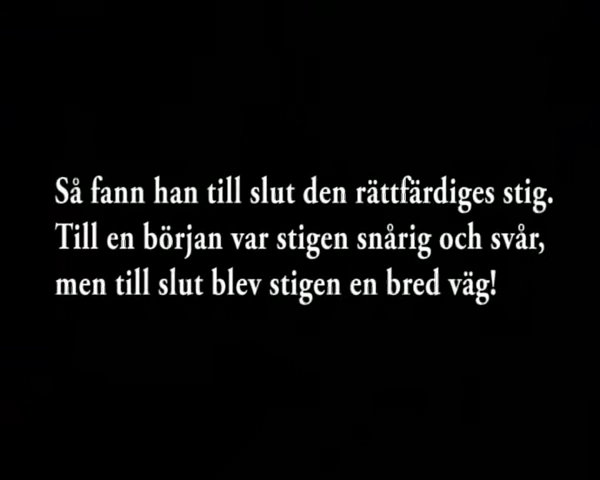 Så fann han till slut den rättfärdiges stig.
Till en början var stigen snårig och svår,
men till slut blev stigen en bred väg!